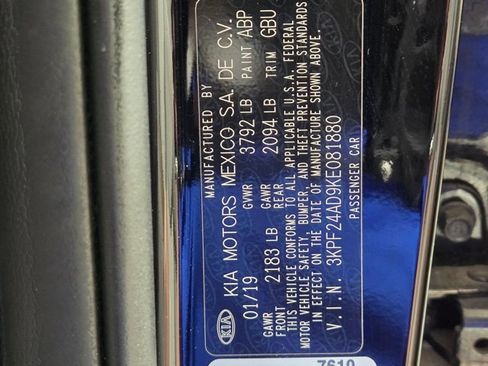 MANUFACTURED BY
KIA KIA MOTORS MEXICO S.A. DE C.V.
01/19 GVWR 3792 LB PAINT ABP
GAWR FRONT 2183 LB GAWR REAR 2094 LB TRIM GBU
THIS VEHICLE CONFORMS TO ALL APPLICABLE U.S.A. FEDERAL
MOTOR VEHICLE SAFETY, BUMPER, AND THEFT PREVENTION STANDARDS
IN EFFECT ON THE DATE OF MANUFACTURE SHOWN ABOVE.
V.I.N. 3KPF24AD9KE081880
PASSENGER CAR
7610